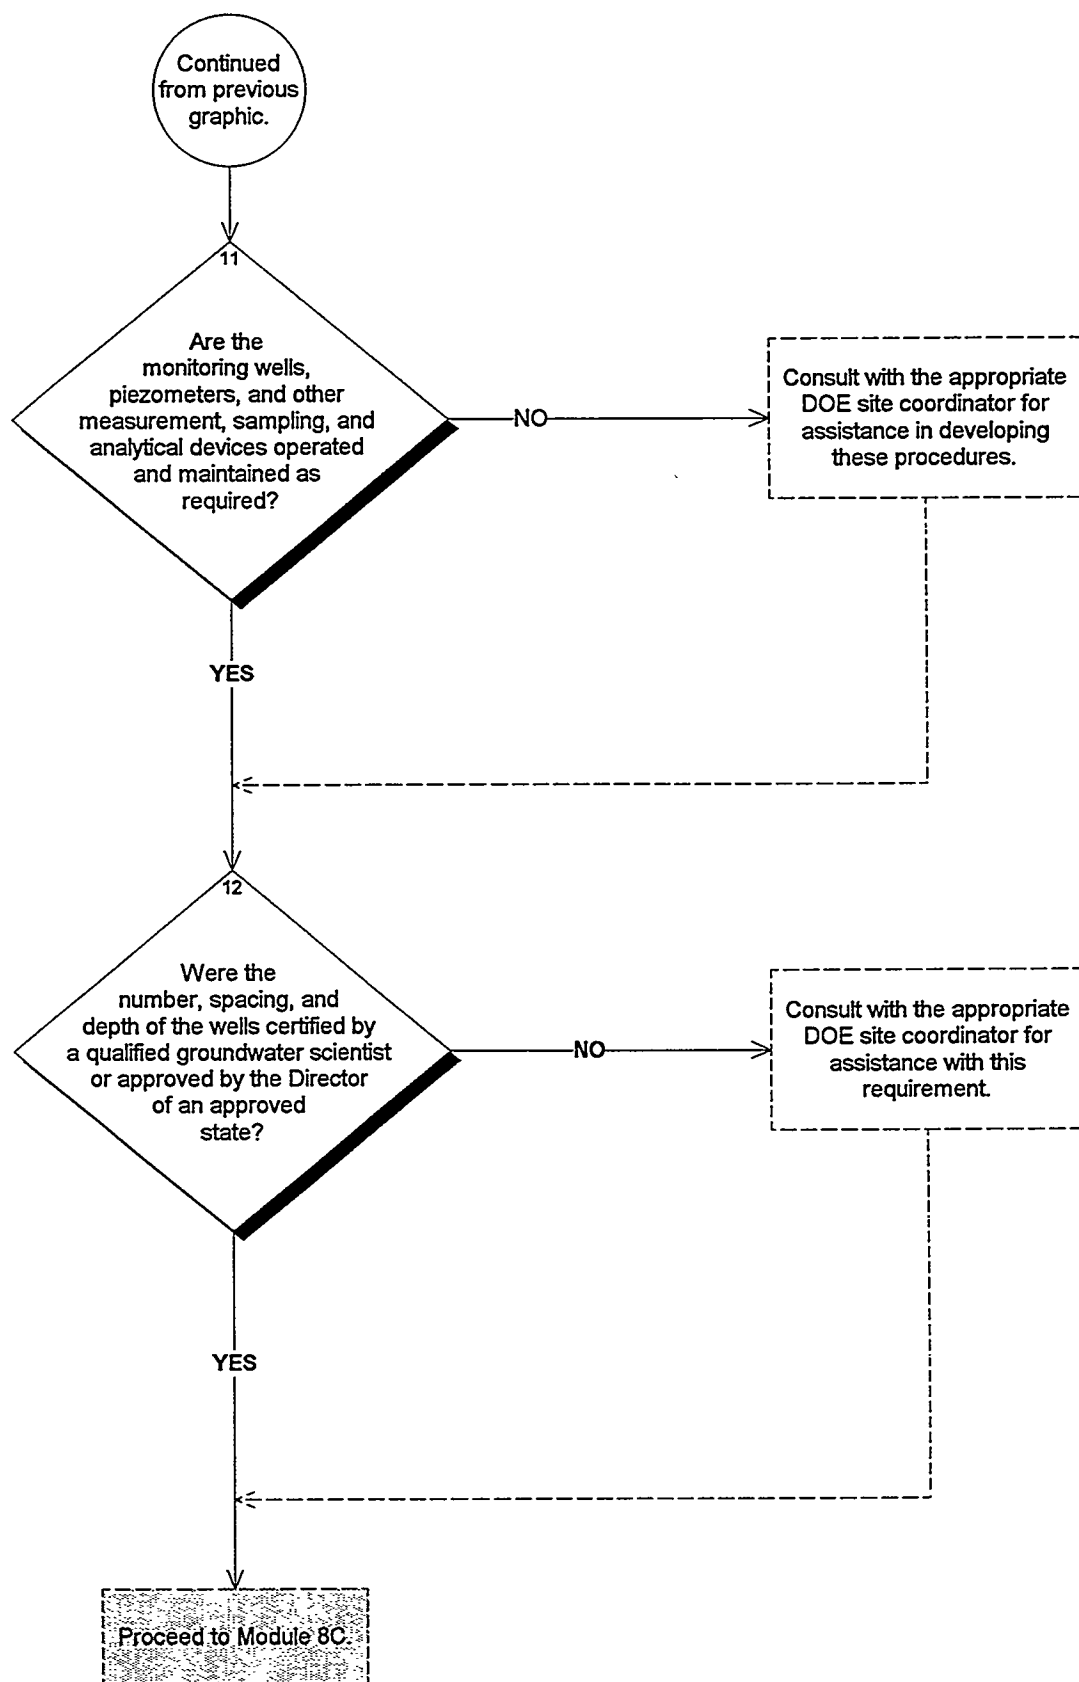 Continued
from previous
graphic.
11
Are the
monitoring wells,
piezometers, and other
measurement, sampling, and
analytical devices operated
and maintained as
required?
NO
Consult with the appropriate
DOE site coordinator for
assistance in developing
these procedures.
YES
12
Were the
number, spacing, and
depth of the wells certified by
a qualified groundwater scientist
or approved by the Director
of an approved
state?
NO
Consult with the appropriate
DOE site coordinator for
assistance with this
requirement.
YES
Proceed to Module 8C.